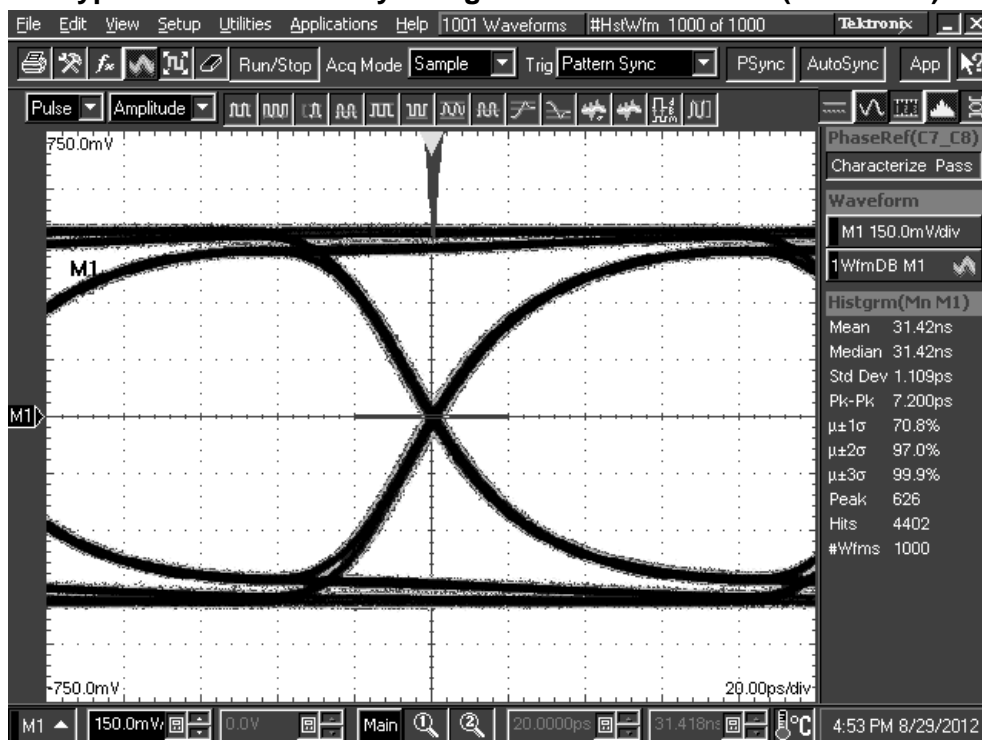 File Edit View Setup Utilities Applications Help 1001 Waveforms #HstWfm 1000 of 1000 Tektronix
Run/Stop Acq Mode Sample Trig Pattern Sync PSync AutoSync App
Pulse Amplitude
750.0mV
PhaseRef(C7_C8)
Characterize Pass
Waveform
M1 150.0mV/div
1WfmDB M1
M1
Histgrm(Mn M1)
Mean 31.42ns
Median 31.42ns
Std Dev 1.109ps
Pk-Pk 7.200ps
M1
µ±1σ 70.8%
µ±2σ 97.0%
µ±3σ 99.9%
Peak 626
Hits 4402
#Wfms 1000
-750.0mV 20.00ps/div
M1 150.0mV/ 0.0V Main 1 2 20.0000ps 31.418ns °C 4:53 PM 8/29/2012